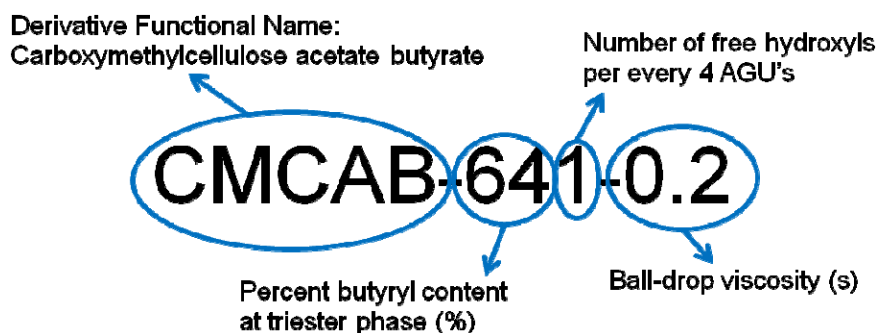 Derivative Functional Name:
Carboxymethylcellulose acetate butyrate
Number of free hydroxyls
per every 4 AGU's
CMCAB-641-0.2
Percent butyryl content
at triester phase (%)
Ball-drop viscosity (s)